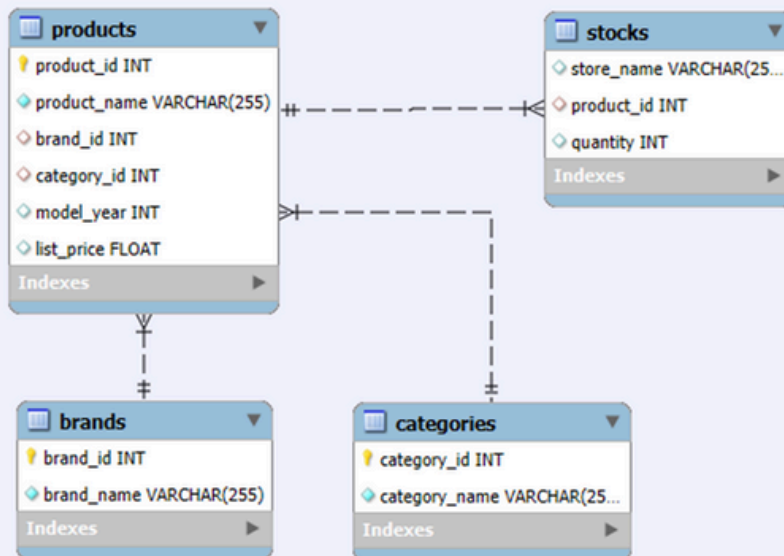 products
product_id INT
product_name VARCHAR(255)
brand_id INT
category_id INT
model_year INT
list_price FLOAT
Indexes
stocks
store_name VARCHAR(25...
product_id INT
quantity INT
Indexes
brands
brand_id INT
brand_name VARCHAR(255)
Indexes
categories
category_id INT
category_name VARCHAR(25...
Indexes